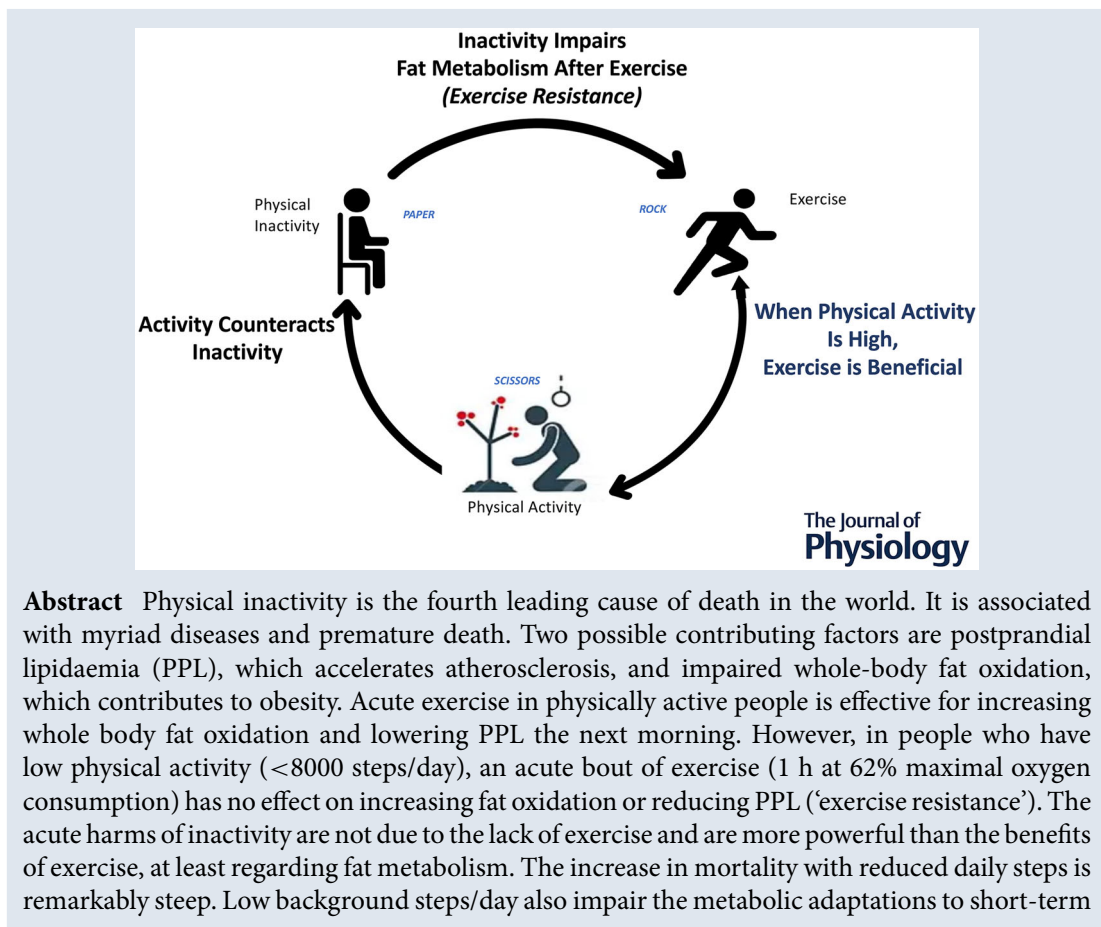 Inactivity Impairs
Fat Metabolism After Exercise
(Exercise Resistance)
Physical
Inactivity
PAPER
ROCK
Exercise
Activity Counteracts
Inactivity
When Physical Activity
Is High,
Exercise is Beneficial
SCISSORS
Physical Activity
The Journal of
Physiology
Abstract Physical inactivity is the fourth leading cause of death in the world. It is associated
with myriad diseases and premature death. Two possible contributing factors are postprandial
lipidaemia (PPL), which accelerates atherosclerosis, and impaired whole-body fat oxidation,
which contributes to obesity. Acute exercise in physically active people is effective for increasing
whole body fat oxidation and lowering PPL the next morning. However, in people who have
low physical activity (<8000 steps/day), an acute bout of exercise (1 h at 62% maximal oxygen
consumption) has no effect on increasing fat oxidation or reducing PPL (‘exercise resistance’). The
acute harms of inactivity are not due to the lack of exercise and are more powerful than the benefits
of exercise, at least regarding fat metabolism. The increase in mortality with reduced daily steps is
remarkably steep. Low background steps/day also impair the metabolic adaptations to short-term